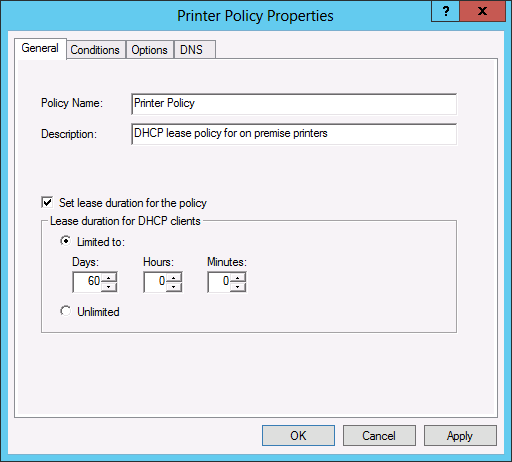 Printer Policy Properties
? X
General Conditions Options DNS
Policy Name: Printer Policy
Description: DHCP lease policy for on premise printers
Set lease duration for the policy
Lease duration for DHCP clients
Limited to:
Days: Hours: Minutes:
60 0 0
Unlimited
OK Cancel Apply